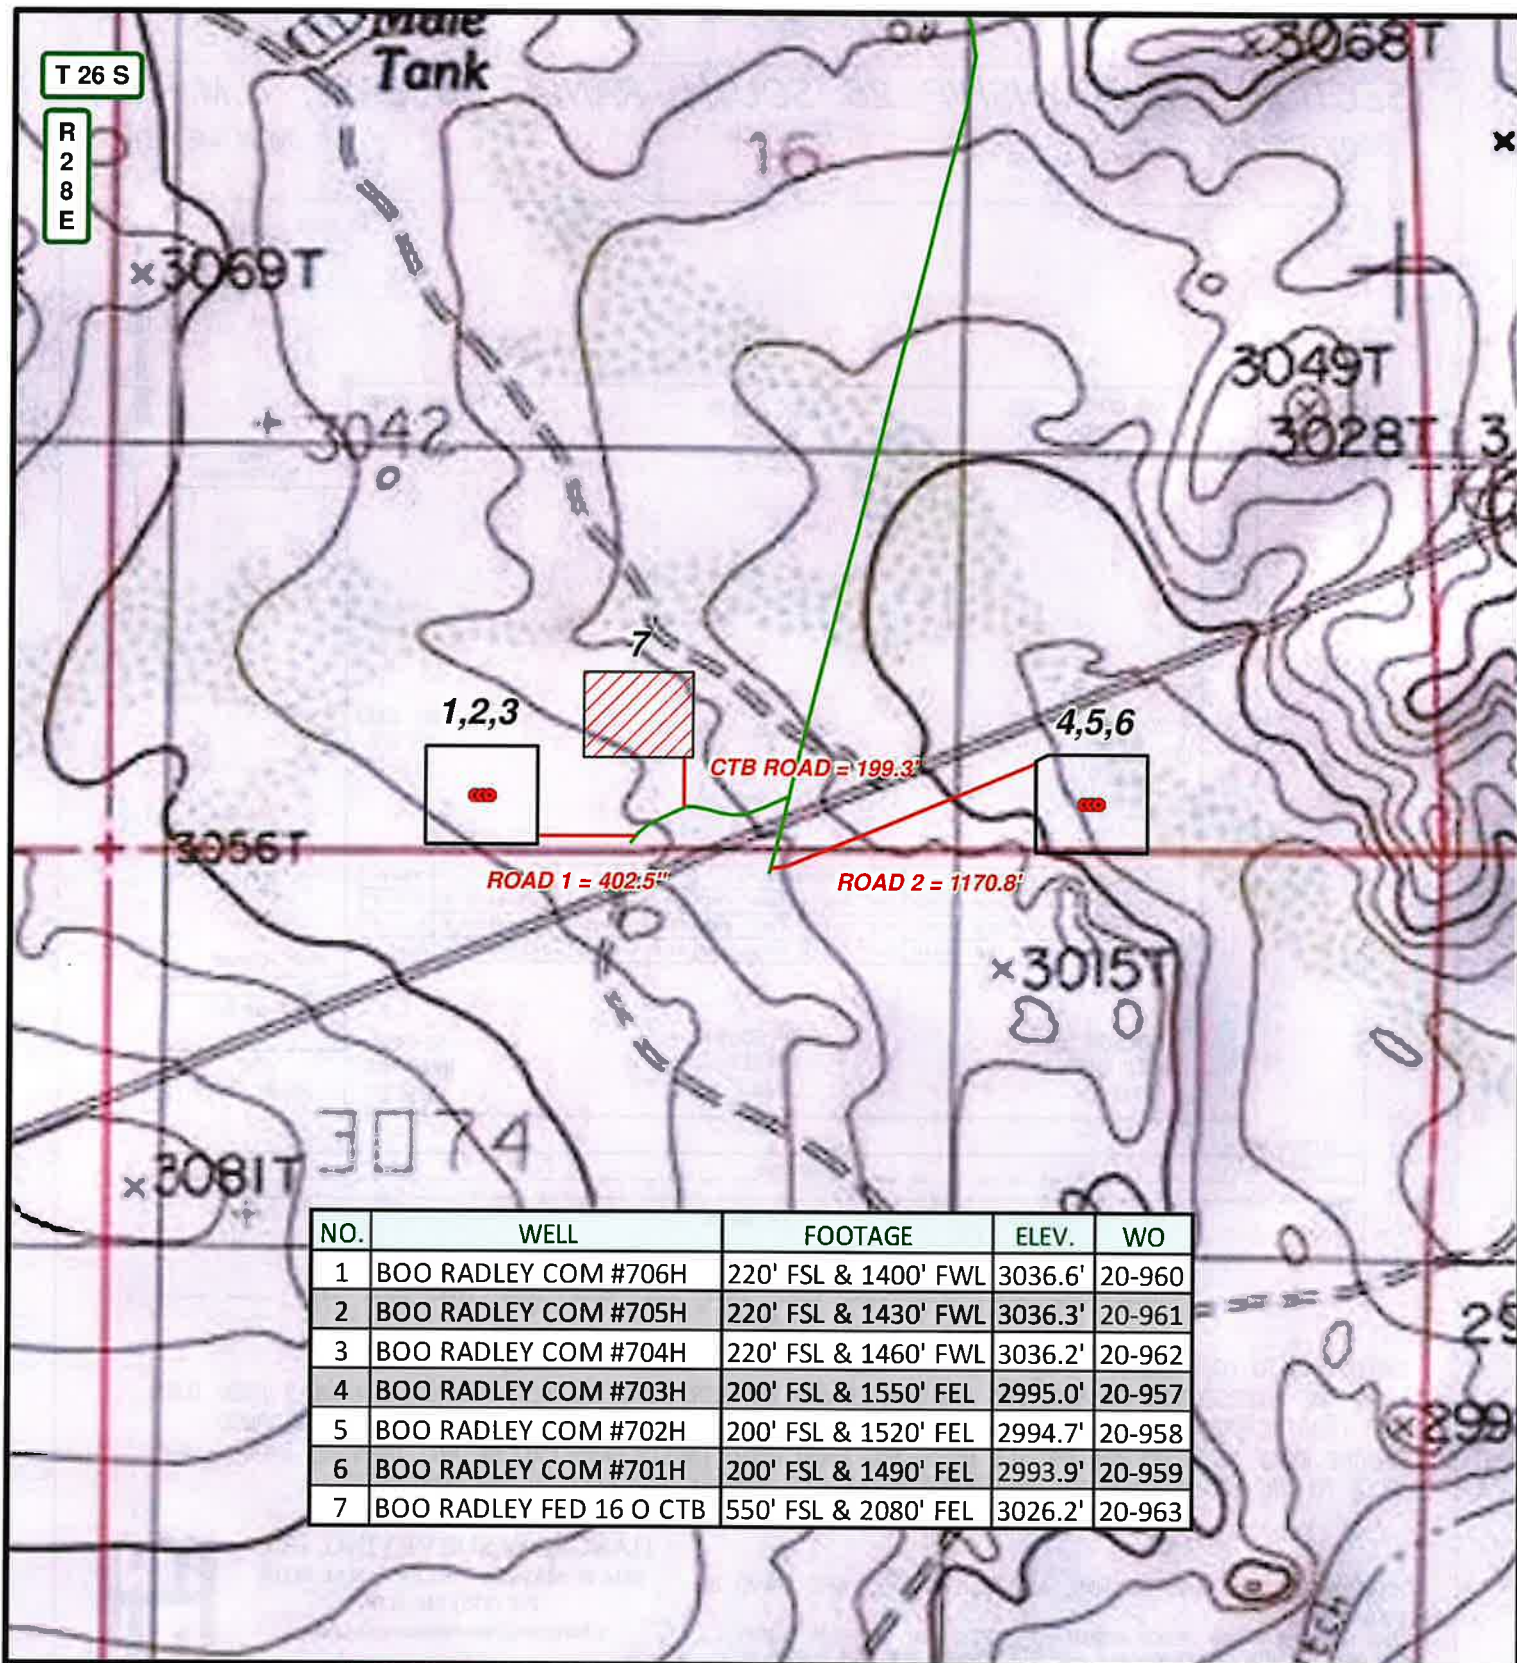 Male
Tank
3068T
T 26 S
R
2
8
E
16
3069T
3049T
3042
3028T
3
7
1,2,3
4,5,6
CTB ROAD = 199.3'
3056T
ROAD 1 = 402.5"
ROAD 2 = 1170.8'
3015T
3074
3081T
NO. WELL FOOTAGE ELEV. WO
1 BOO RADLEY COM #706H 220' FSL & 1400' FWL 3036.6' 20-960
2 BOO RADLEY COM #705H 220' FSL & 1430' FWL 3036.3' 20-961
3 BOO RADLEY COM #704H 220' FSL & 1460' FWL 3036.2' 20-962
4 BOO RADLEY COM #703H 200' FSL & 1550' FEL 2995.0' 20-957
5 BOO RADLEY COM #702H 200' FSL & 1520' FEL 2994.7' 20-958
6 BOO RADLEY COM #701H 200' FSL & 1490' FEL 2993.9' 20-959
7 BOO RADLEY FED 16 O CTB 550' FSL & 2080' FEL 3026.2' 20-963
29
299